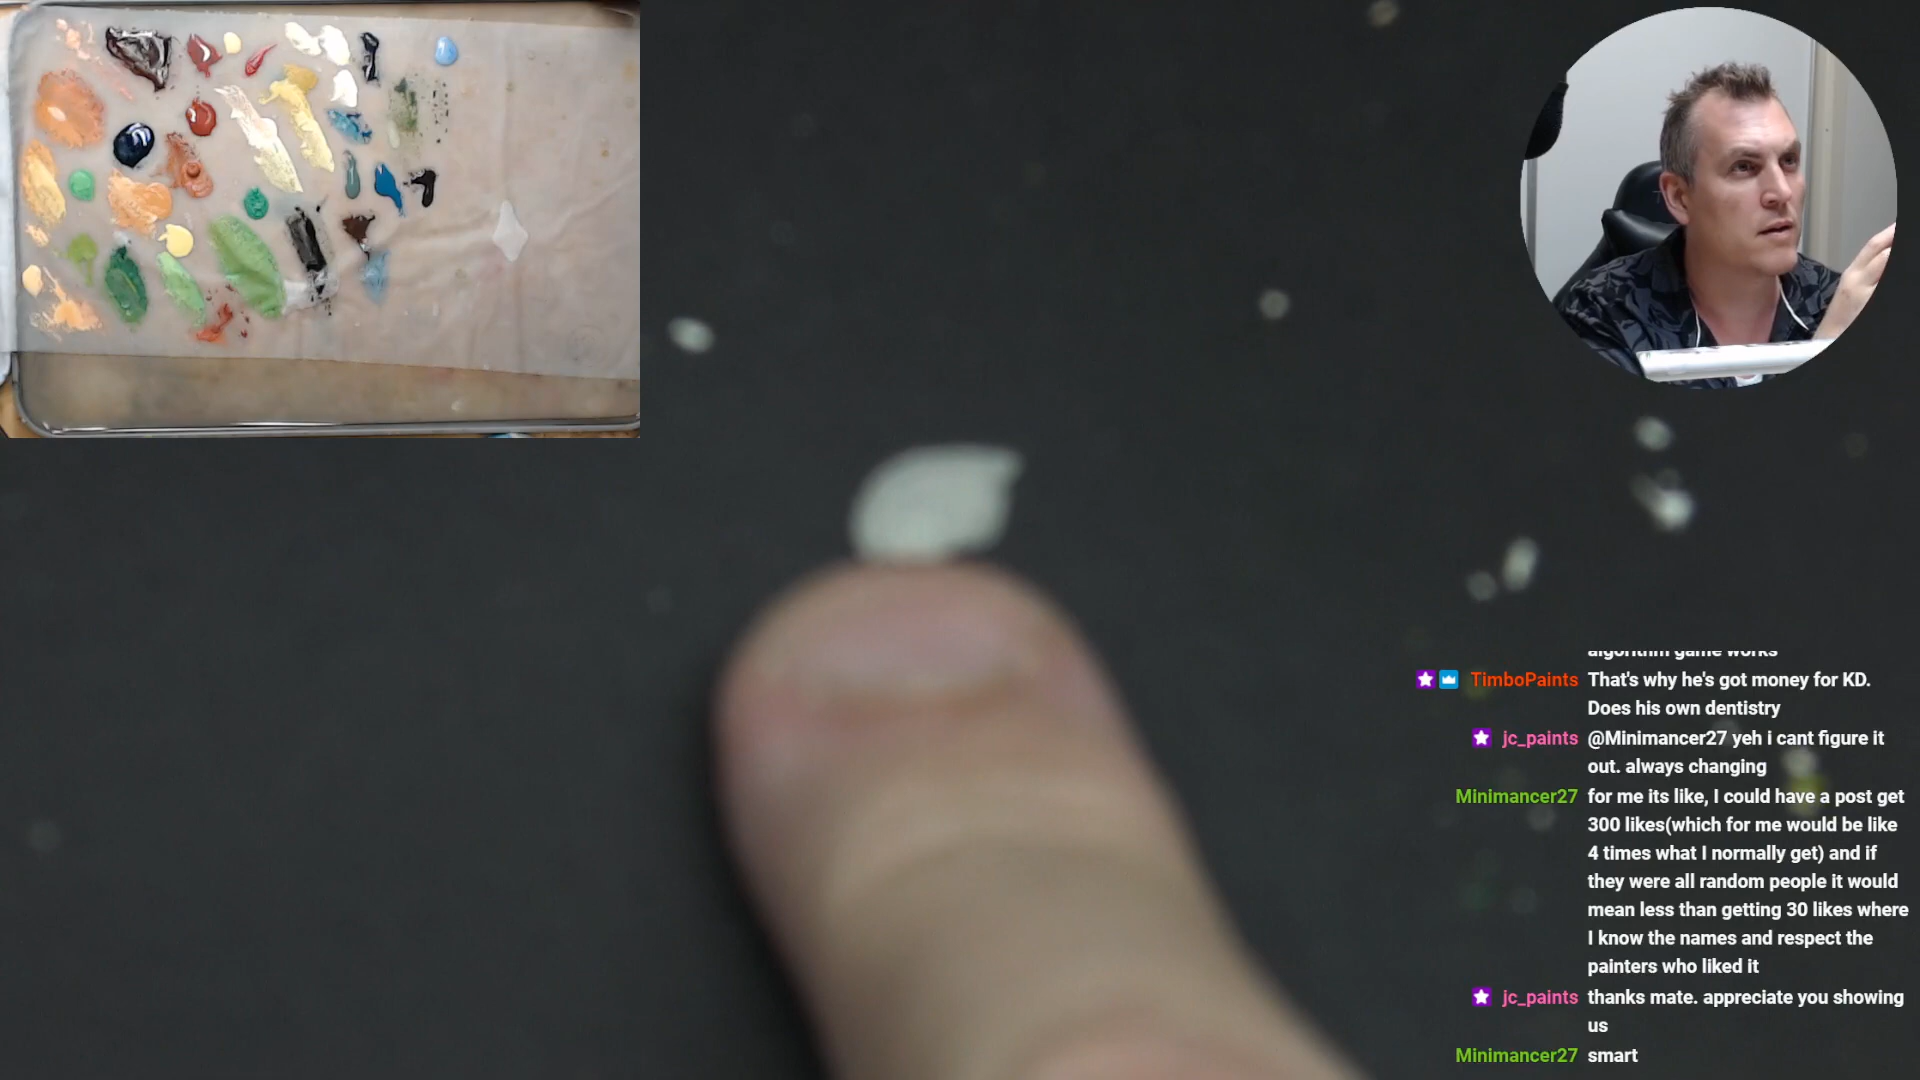 algorithm game works
TimboPaints That's why he's got money for KD.
Does his own dentistry
jc_paints @Minimancer27 yeh i cant figure it
out. always changing
Minimancer27 for me its like, I could have a post get
300 likes(which for me would be like
4 times what I normally get) and if
they were all random people it would
mean less than getting 30 likes where
I know the names and respect the
painters who liked it
jc_paints thanks mate. appreciate you showing
us
Minimancer27 smart